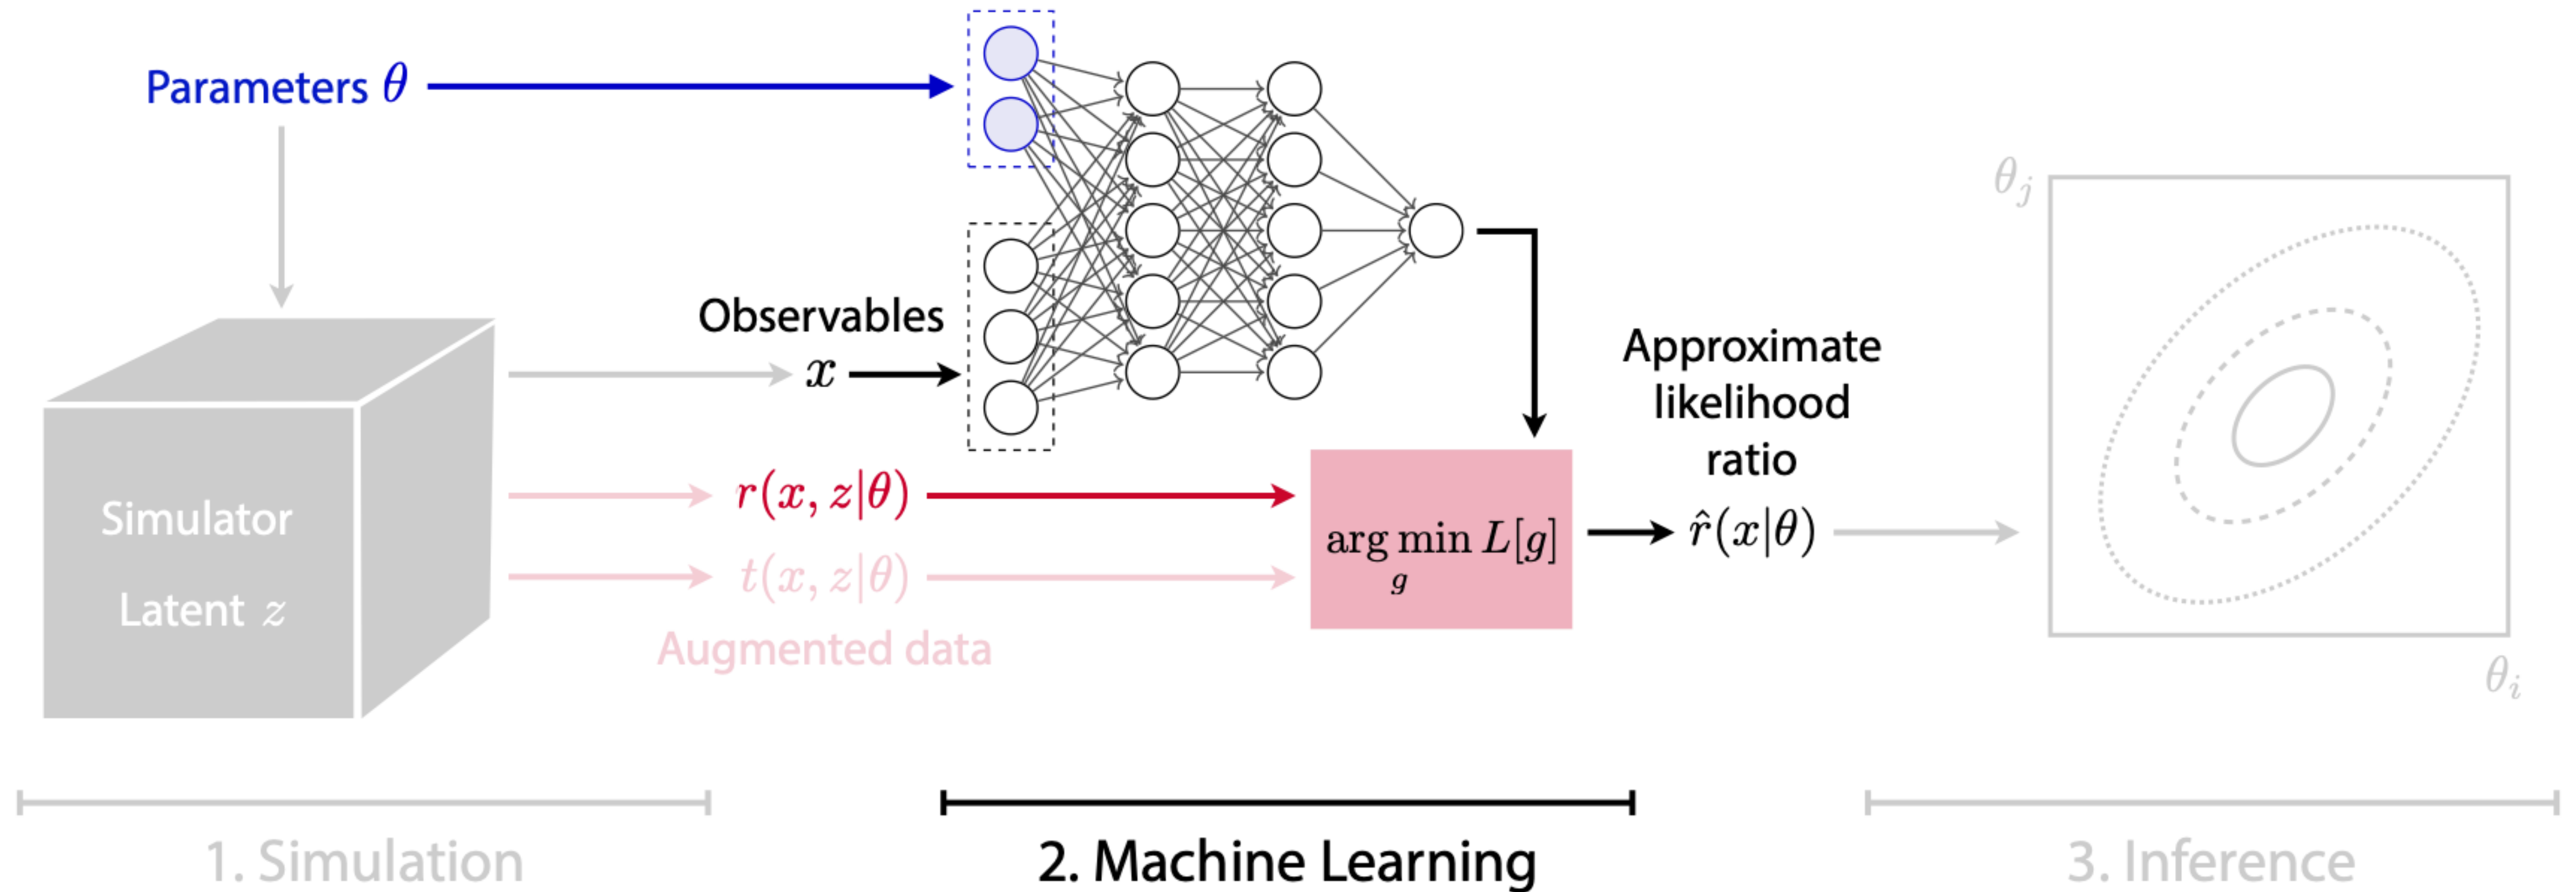 Parameters θ
Observables
x
r(x, z|θ)
t(x, z|θ)
Augmented data
Simulator
Latent z
arg min L[g]
g
Approximate
likelihood
ratio
r̂(x|θ)
θj
θi
1. Simulation
2. Machine Learning
3. Inference